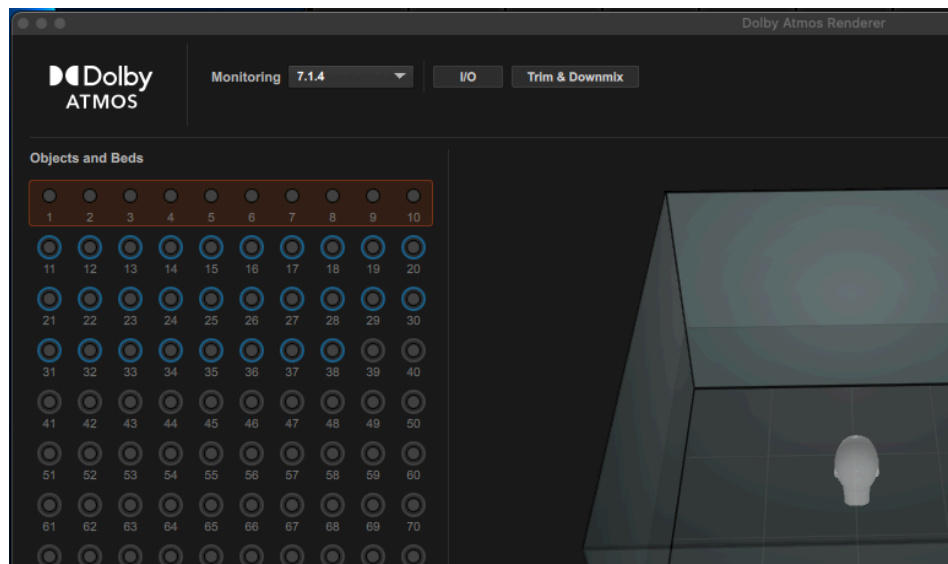 Dolby Atmos Renderer
Dolby
ATMOS
Monitoring 7.1.4 I/O Trim & Downmix
Objects and Beds
1 2 3 4 5 6 7 8 9 10
11 12 13 14 15 16 17 18 19 20
21 22 23 24 25 26 27 28 29 30
31 32 33 34 35 36 37 38 39 40
41 42 43 44 45 46 47 48 49 50
51 52 53 54 55 56 57 58 59 60
61 62 63 64 65 66 67 68 69 70